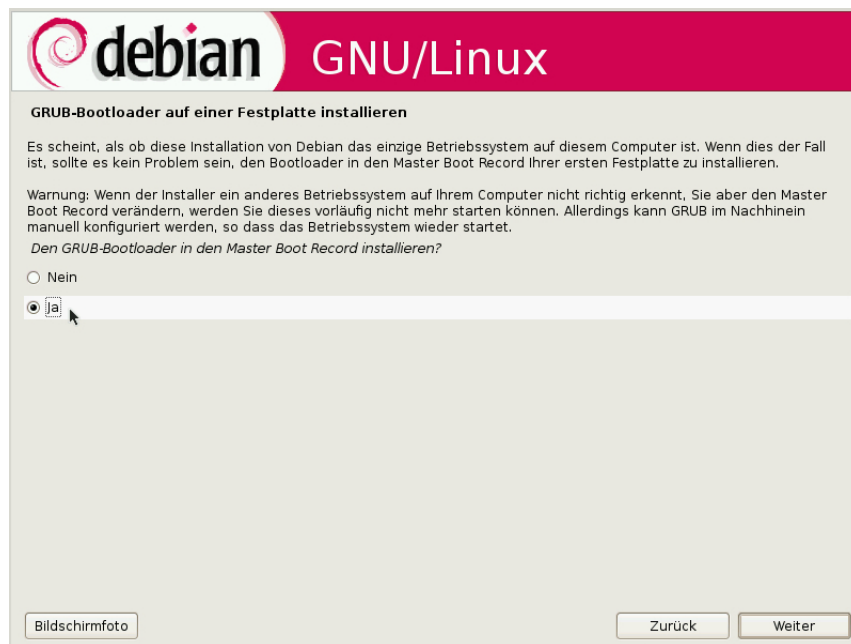 debian GNU/Linux
GRUB-Bootloader auf einer Festplatte installieren
Es scheint, als ob diese Installation von Debian das einzige Betriebssystem auf diesem Computer ist. Wenn dies der Fall
ist, sollte es kein Problem sein, den Bootloader in den Master Boot Record Ihrer ersten Festplatte zu installieren.
Warnung: Wenn der Installer ein anderes Betriebssystem auf Ihrem Computer nicht richtig erkennt, Sie aber den Master
Boot Record verändern, werden Sie dieses vorläufig nicht mehr starten können. Allerdings kann GRUB im Nachhinein
manuell konfiguriert werden, so dass das Betriebssystem wieder startet.
Den GRUB-Bootloader in den Master Boot Record installieren?
Nein
Ja
Bildschirmfoto Zurück Weiter